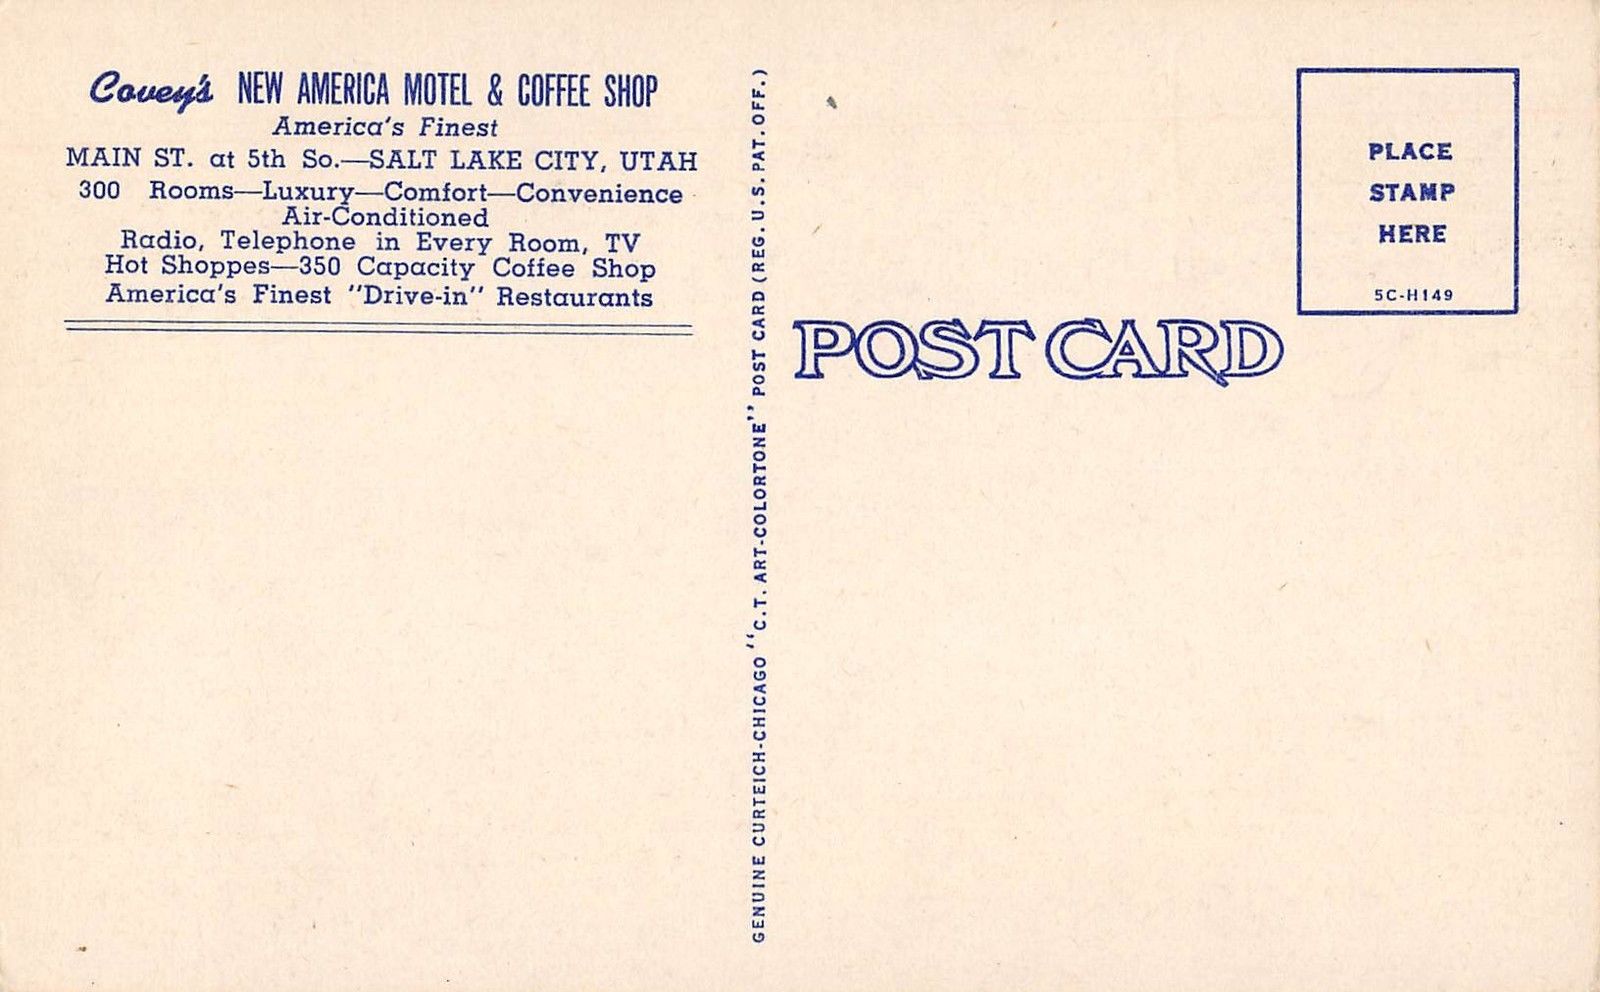 Covey's NEW AMERICA MOTEL & COFFEE SHOP
America's Finest
MAIN ST. at 5th So.—SALT LAKE CITY, UTAH
300 Rooms—Luxury—Comfort—Convenience
Air-Conditioned
Radio, Telephone in Every Room, TV
Hot Shoppes—350 Capacity Coffee Shop
America's Finest "Drive-in" Restaurants
GENUINE CURTEICH-CHICAGO "C.T. ART-COLORTONE" POST CARD (REG. U.S. PAT. OFF.)
POST CARD
PLACE
STAMP
HERE
5C-H149